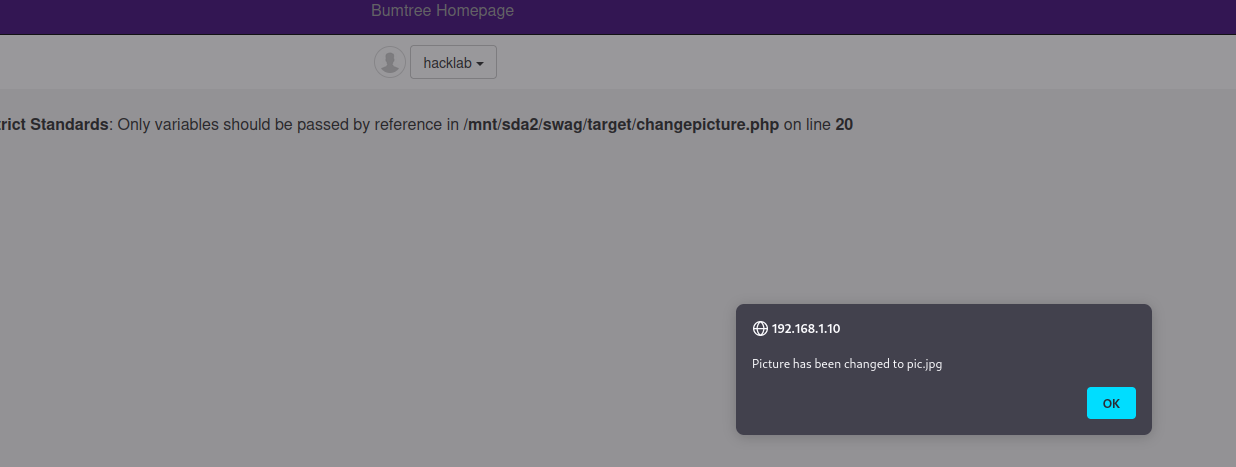 Bumtree Homepage
hacklab
rict Standards: Only variables should be passed by reference in /mnt/sda2/swag/target/changepicture.php on line 20
192.168.1.10
Picture has been changed to pic.jpg
OK